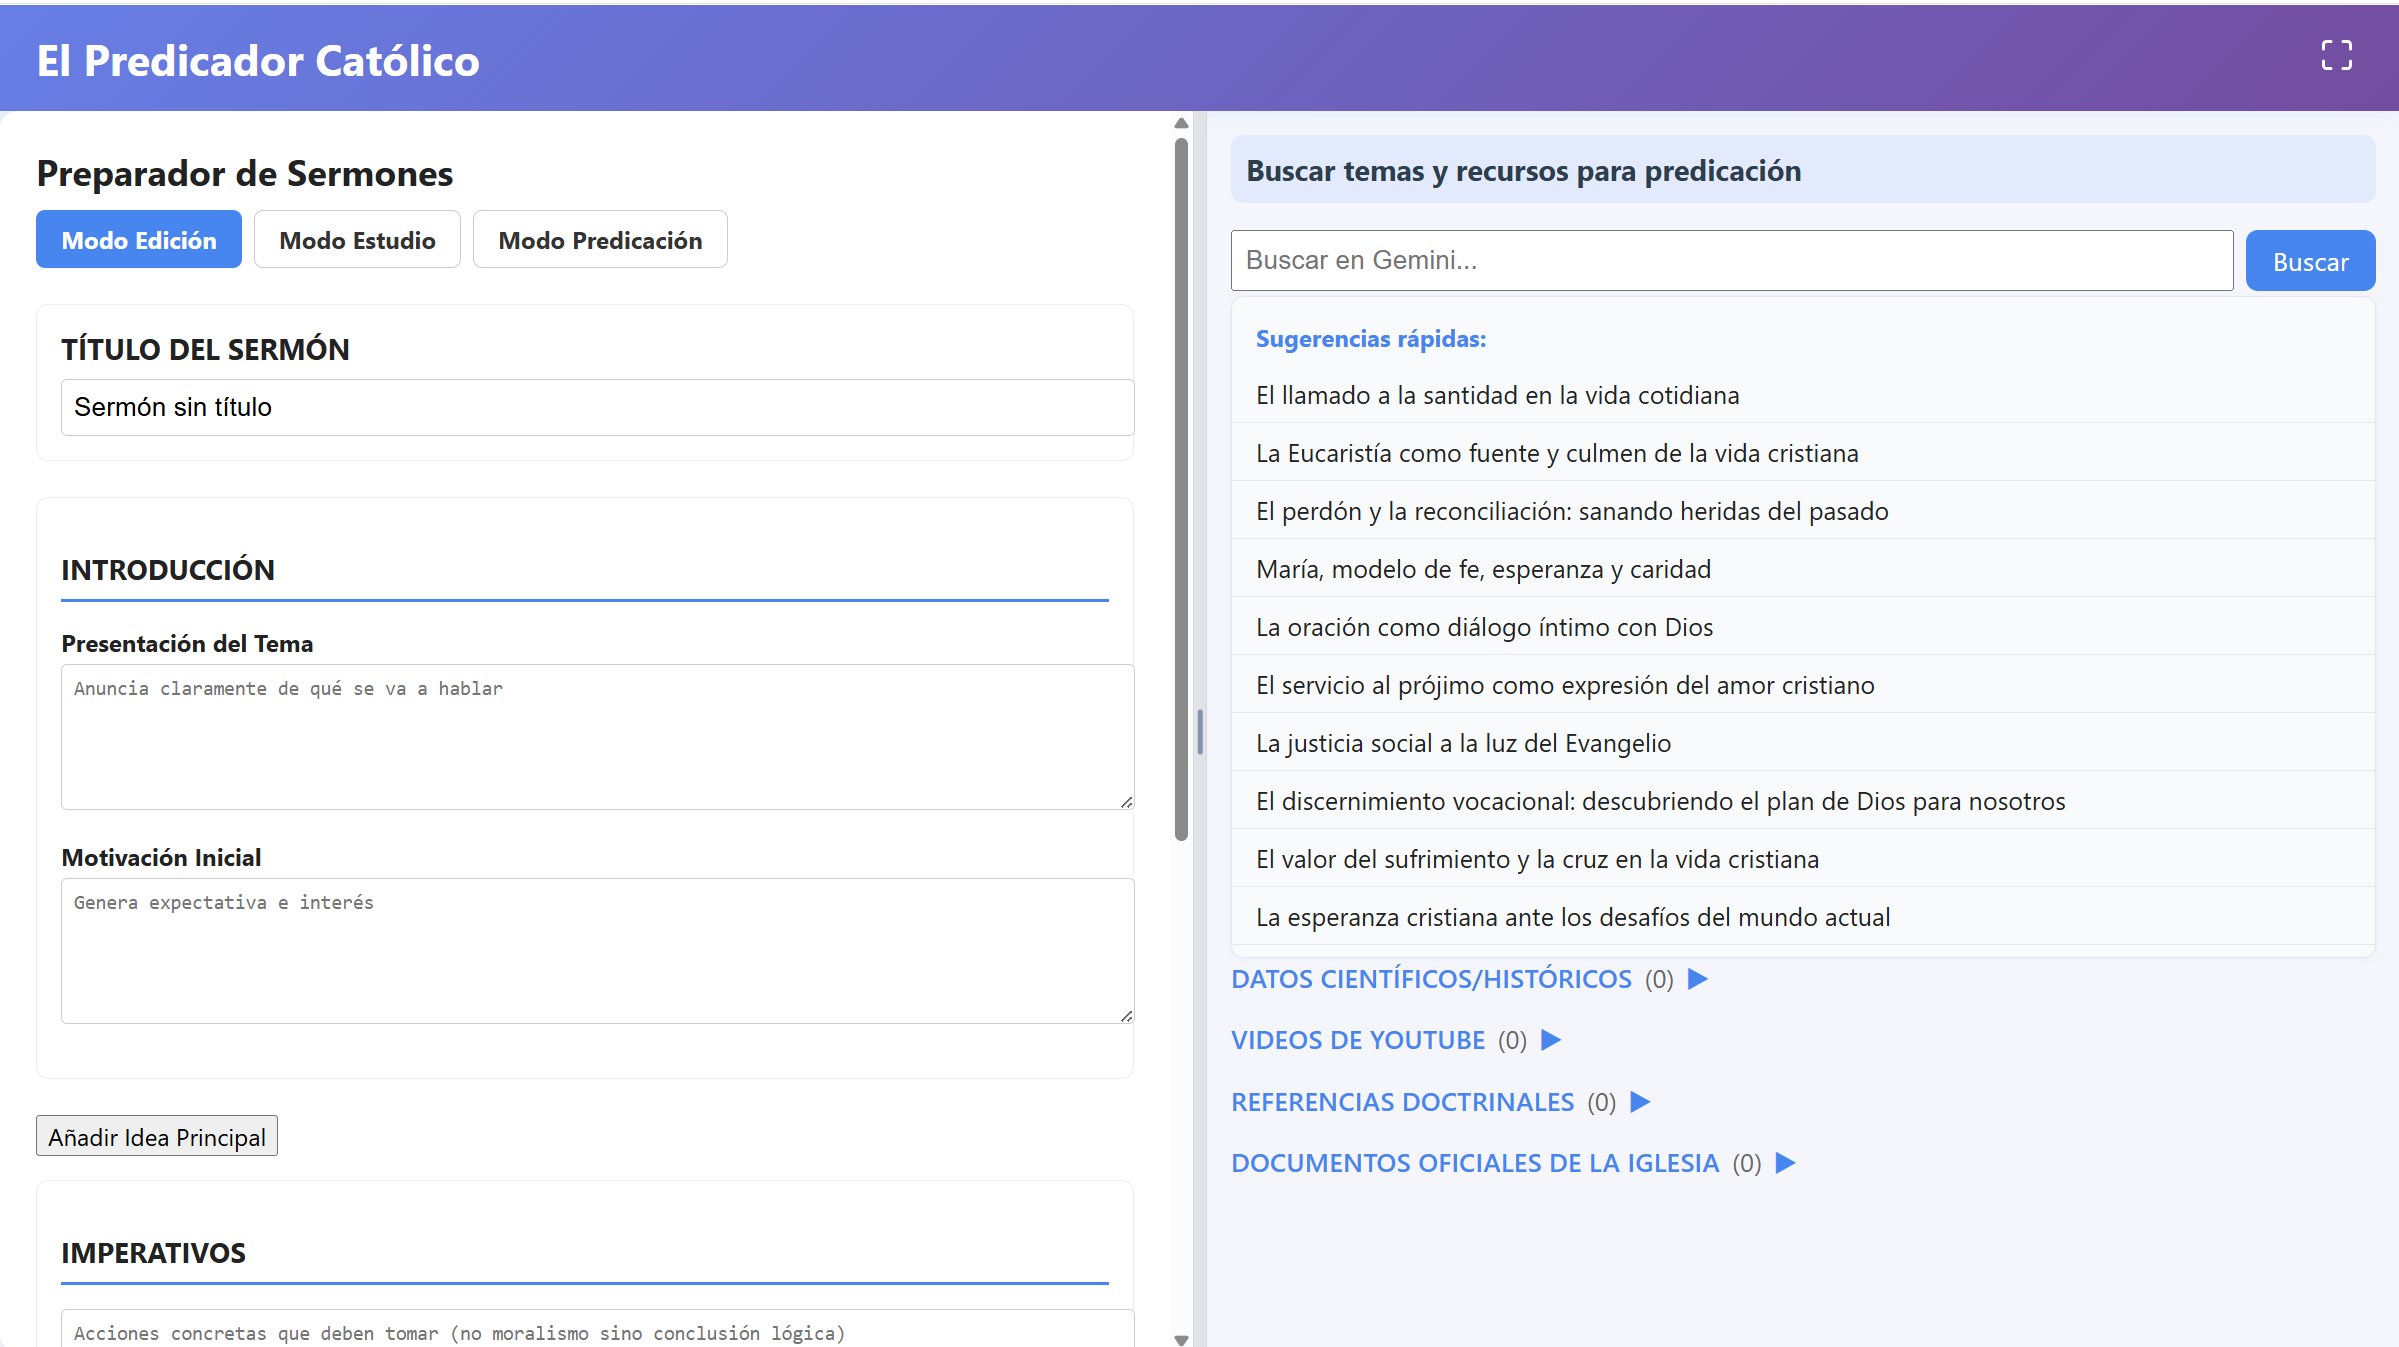 El Predicador Católico
Preparador de Sermones
Modo Edición
Modo Estudio
Modo Predicación
TÍTULO DEL SERMÓN
Sermón sin título
INTRODUCCIÓN
Presentación del Tema
Anuncia claramente de qué se va a hablar
Motivación Inicial
Genera expectativa e interés
Añadir Idea Principal
IMPERATIVOS
Acciones concretas que deben tomar (no moralismo sino conclusión lógica)
Buscar temas y recursos para predicación
Buscar en Gemini...
Buscar
Sugerencias rápidas:
El llamado a la santidad en la vida cotidiana
La Eucaristía como fuente y culmen de la vida cristiana
El perdón y la reconciliación: sanando heridas del pasado
María, modelo de fe, esperanza y caridad
La oración como diálogo íntimo con Dios
El servicio al prójimo como expresión del amor cristiano
La justicia social a la luz del Evangelio
El discernimiento vocacional: descubriendo el plan de Dios para nosotros
El valor del sufrimiento y la cruz en la vida cristiana
La esperanza cristiana ante los desafíos del mundo actual
DATOS CIENTÍFICOS/HISTÓRICOS (0) ▶
VIDEOS DE YOUTUBE (0) ▶
REFERENCIAS DOCTRINALES (0) ▶
DOCUMENTOS OFICIALES DE LA IGLESIA (0) ▶